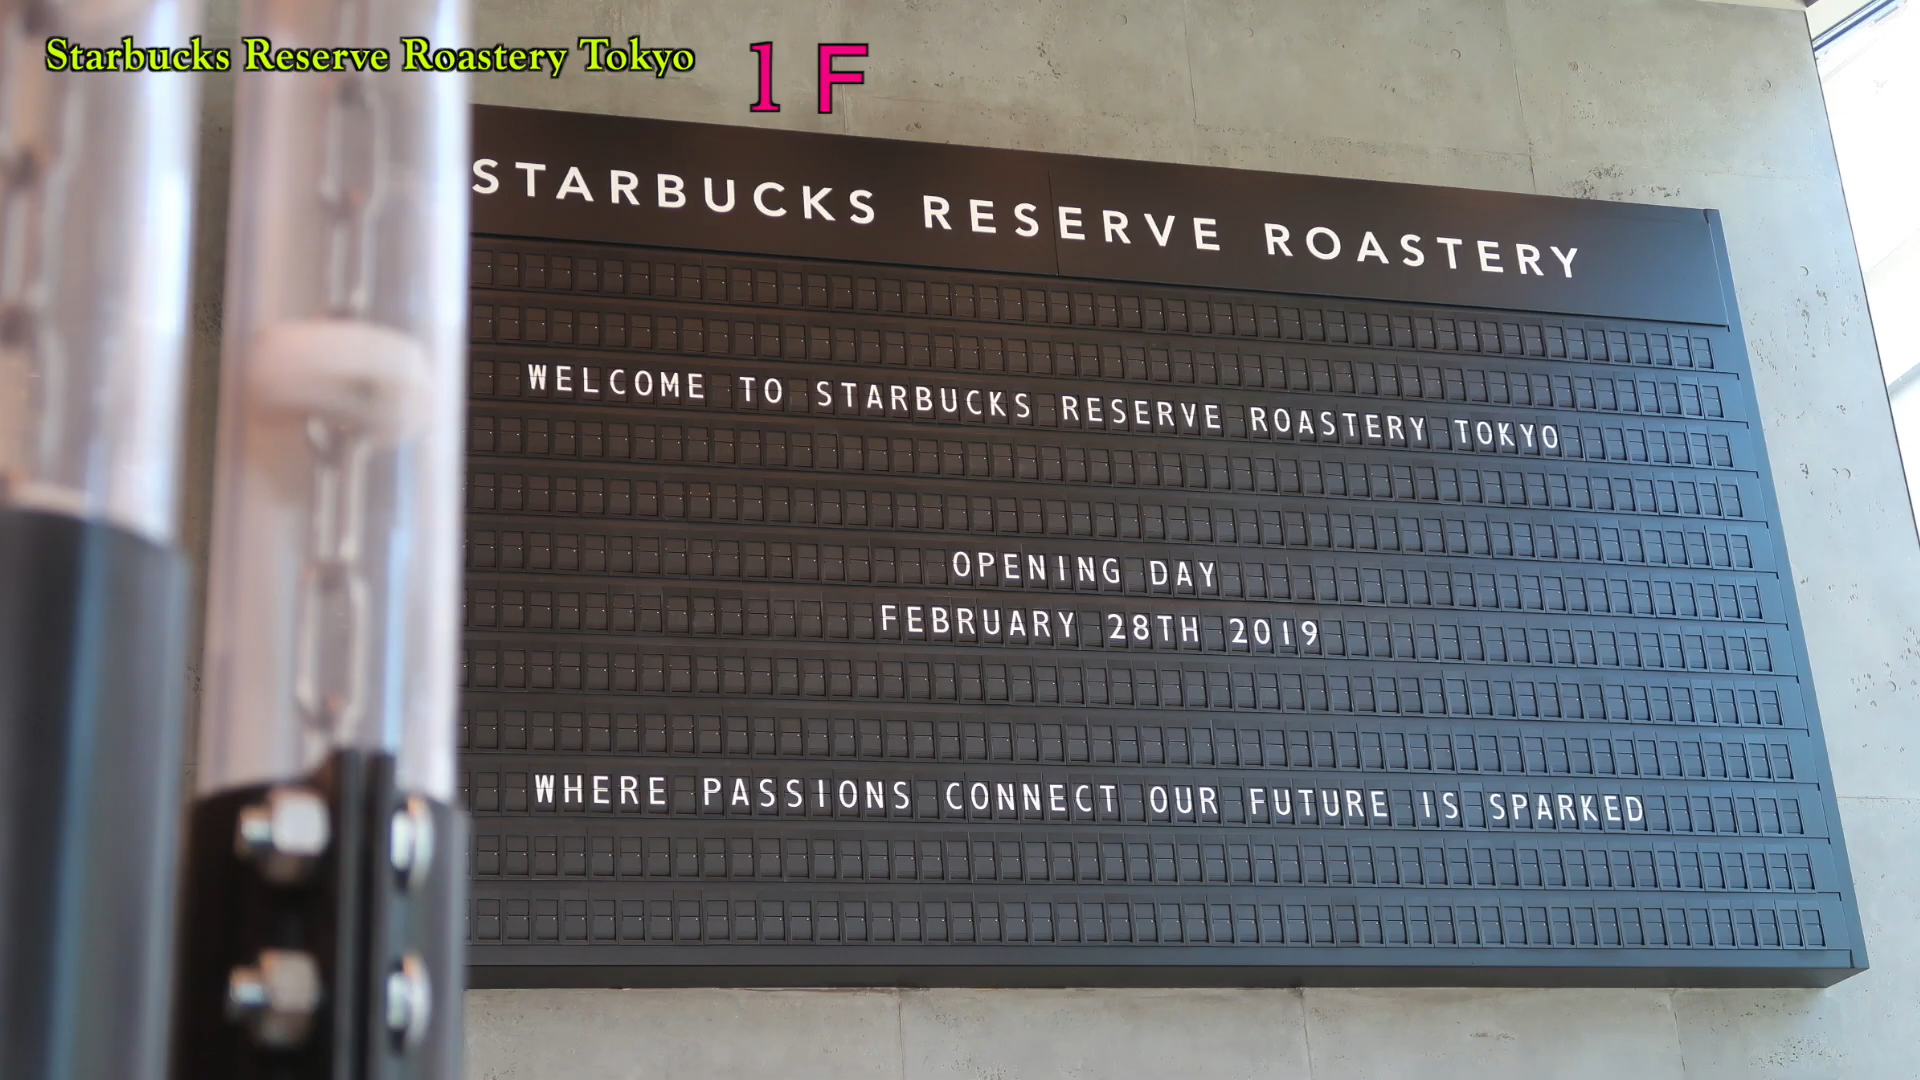 Starbucks Reserve Roastery Tokyo 1F
STARBUCKS RESERVE ROASTERY
WELCOME TO STARBUCKS RESERVE ROASTERY TOKYO
OPENING DAY
FEBRUARY 28TH 2019
WHERE PASSIONS CONNECT OUR FUTURE IS SPARKED